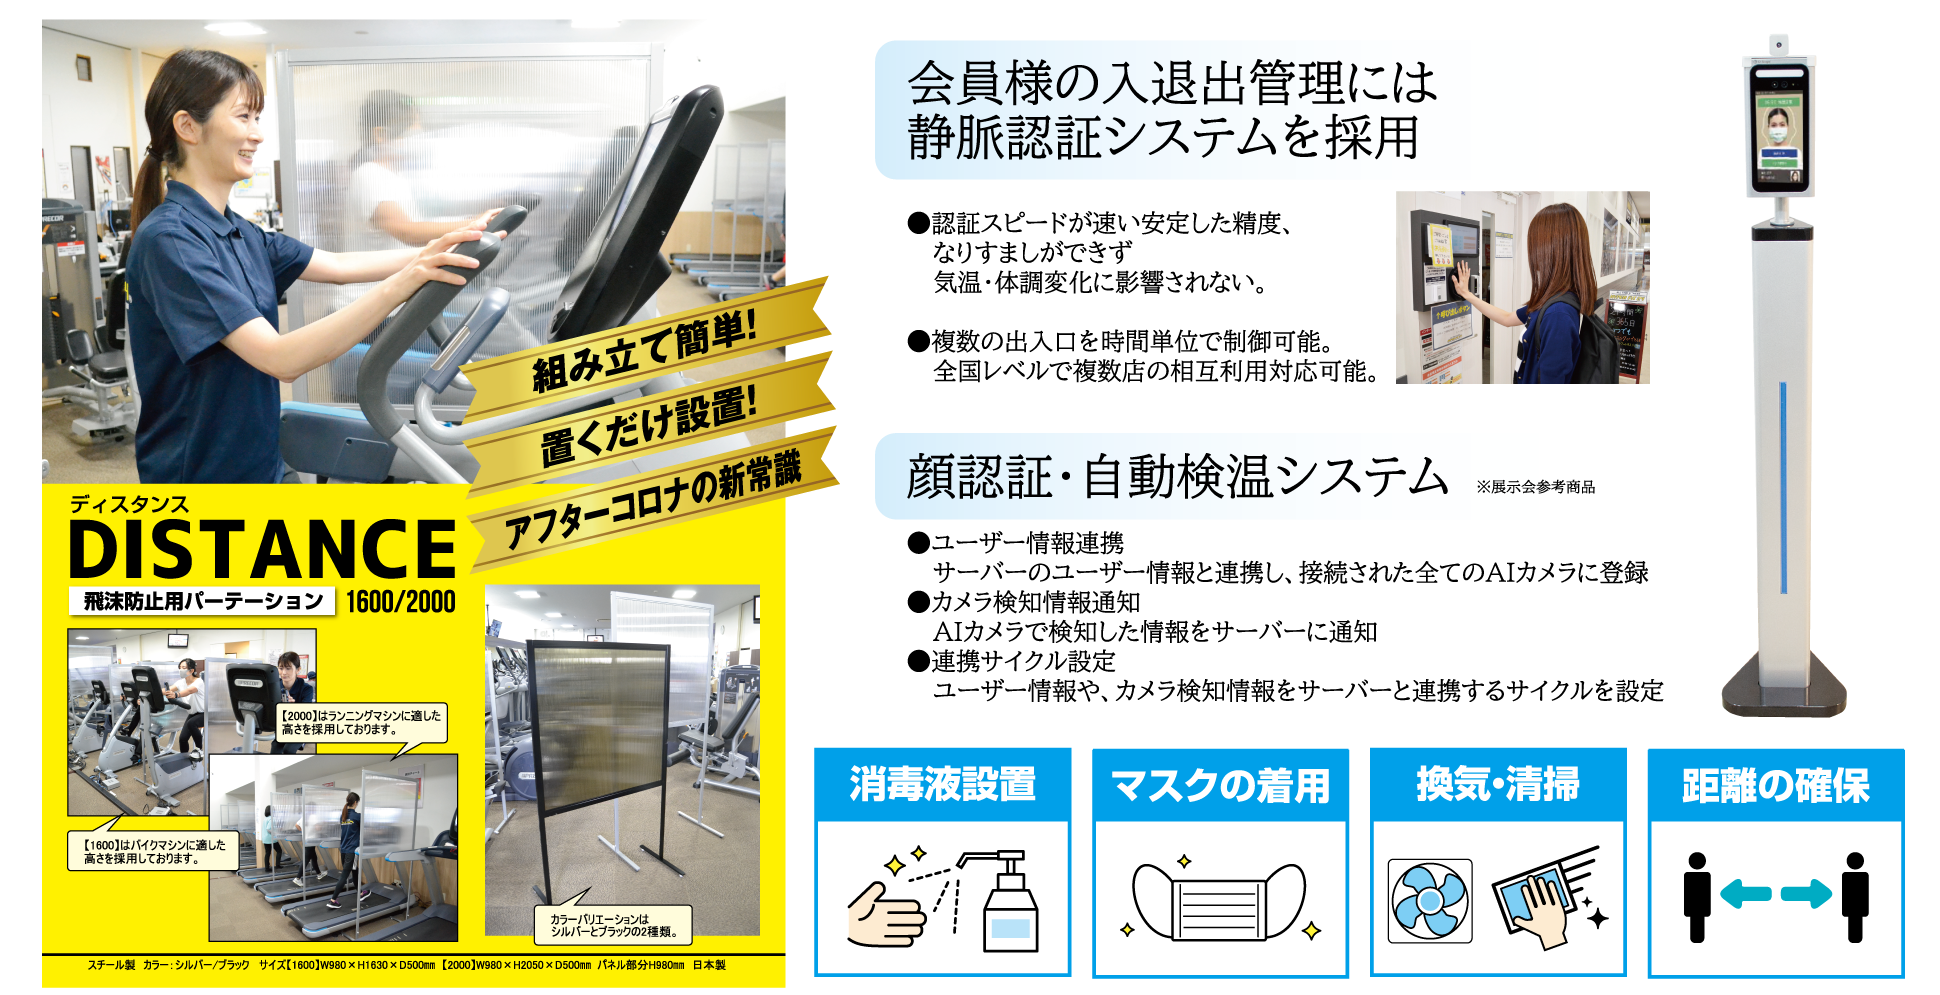 組み立て簡単!
置くだけ設置!
アフターコロナの新常識
ディスタンス
DISTANCE
飛沫防止用パーテーション 1600/2000
【2000】はランニングマシンに適した
高さを採用しております。
【1600】はバイクマシンに適した
高さを採用しております。
カラーバリエーションは
シルバーとブラックの2種類。
スチール製 カラー：シルバー/ブラック サイズ【1600】W980×H1630×D500㎜ 【2000】W980×H2050×D500㎜ パネル部分H980㎜ 日本製
会員様の入退出管理には
静脈認証システムを採用
●認証スピードが速い安定した精度、
なりすましができず
気温・体調変化に影響されない。
●複数の出入口を時間単位で制御可能。
全国レベルで複数店の相互利用対応可能。
顔認証・自動検温システム ※展示会参考商品
●ユーザー情報連携
サーバーのユーザー情報と連携し、接続された全てのAIカメラに登録
●カメラ検知情報通知
AIカメラで検知した情報をサーバーに通知
●連携サイクル設定
ユーザー情報や、カメラ検知情報をサーバーと連携するサイクルを設定
消毒液設置
マスクの着用
換気・清掃
距離の確保